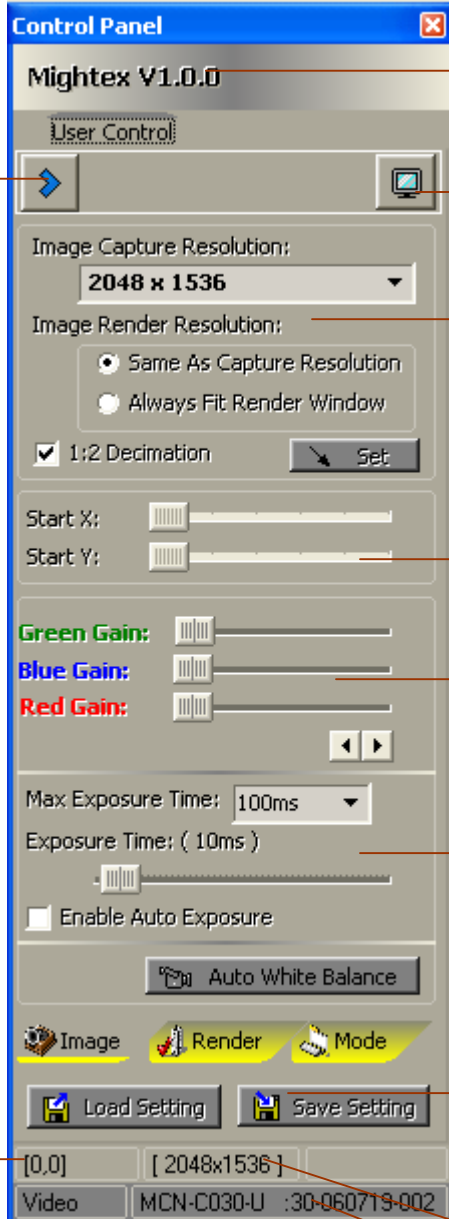 Control Panel
Mightex V1.0.0
User Control
Image Capture Resolution:
2048 x 1536
Image Render Resolution:
Same As Capture Resolution
Always Fit Render Window
1:2 Decimation
Set
Start X:
Start Y:
Green Gain:
Blue Gain:
Red Gain:
Max Exposure Time: 100ms
Exposure Time: ( 10ms )
Enable Auto Exposure
Auto White Balance
Image Render Mode
Load Setting Save Setting
[0,0] [ 2048x1536 ]
Video MCN-C030-U :30-060719-002